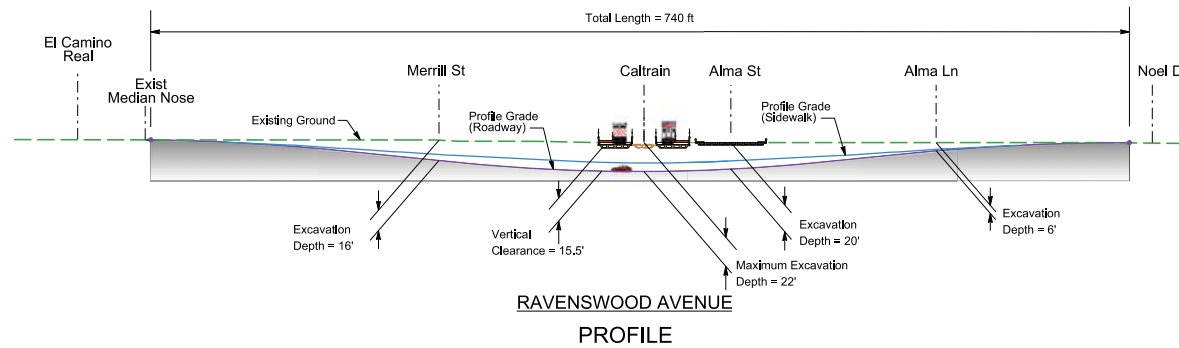 Total Length = 740 ft
El Camino
Real
Exist
Median Nose
Merrill St
Caltrain
Alma St
Alma Ln
Noel D
Existing Ground
Profile Grade
(Roadway)
Profile Grade
(Sidewalk)
Excavation
Depth = 16'
Vertical
Clearance = 15.5'
Excavation
Depth = 20'
Maximum Excavation
Depth = 22'
Excavation
Depth = 6'
RAVENSWOOD AVENUE
PROFILE